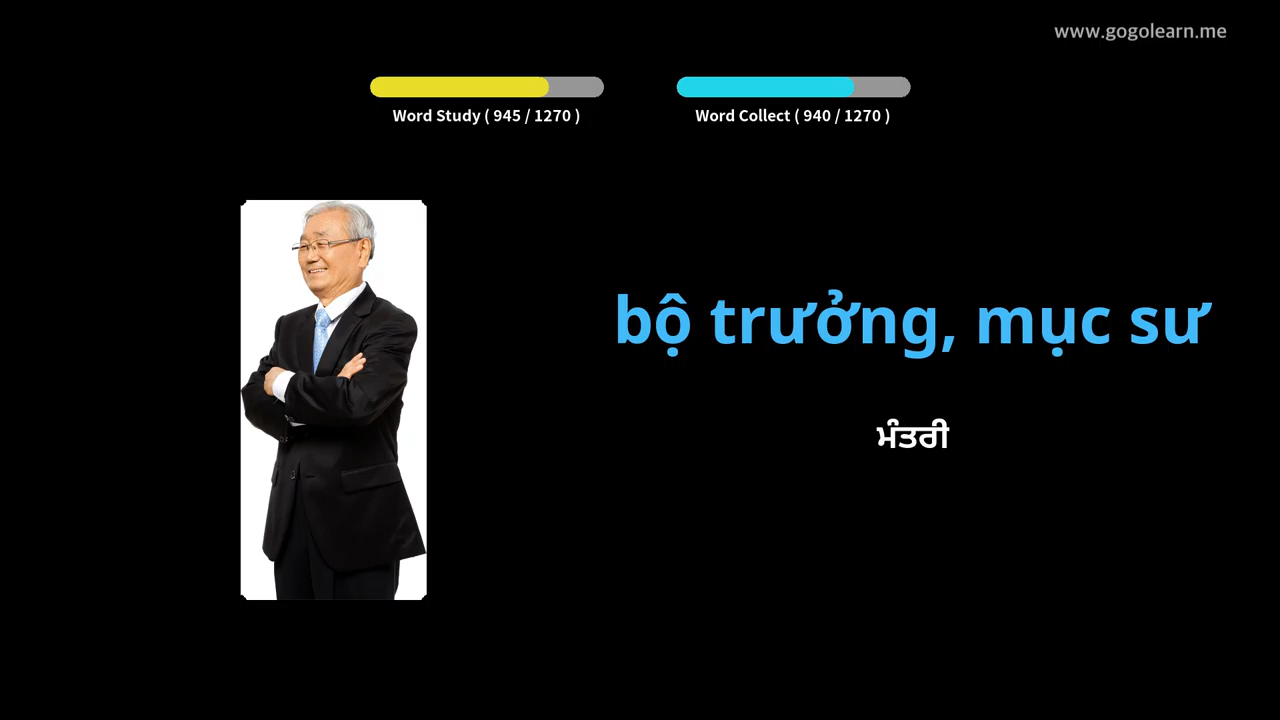 www.gogolearn.me
Word Study ( 945 / 1270 )
Word Collect ( 940 / 1270 )
bộ trưởng, mục sư
ਮੰਤਰੀ